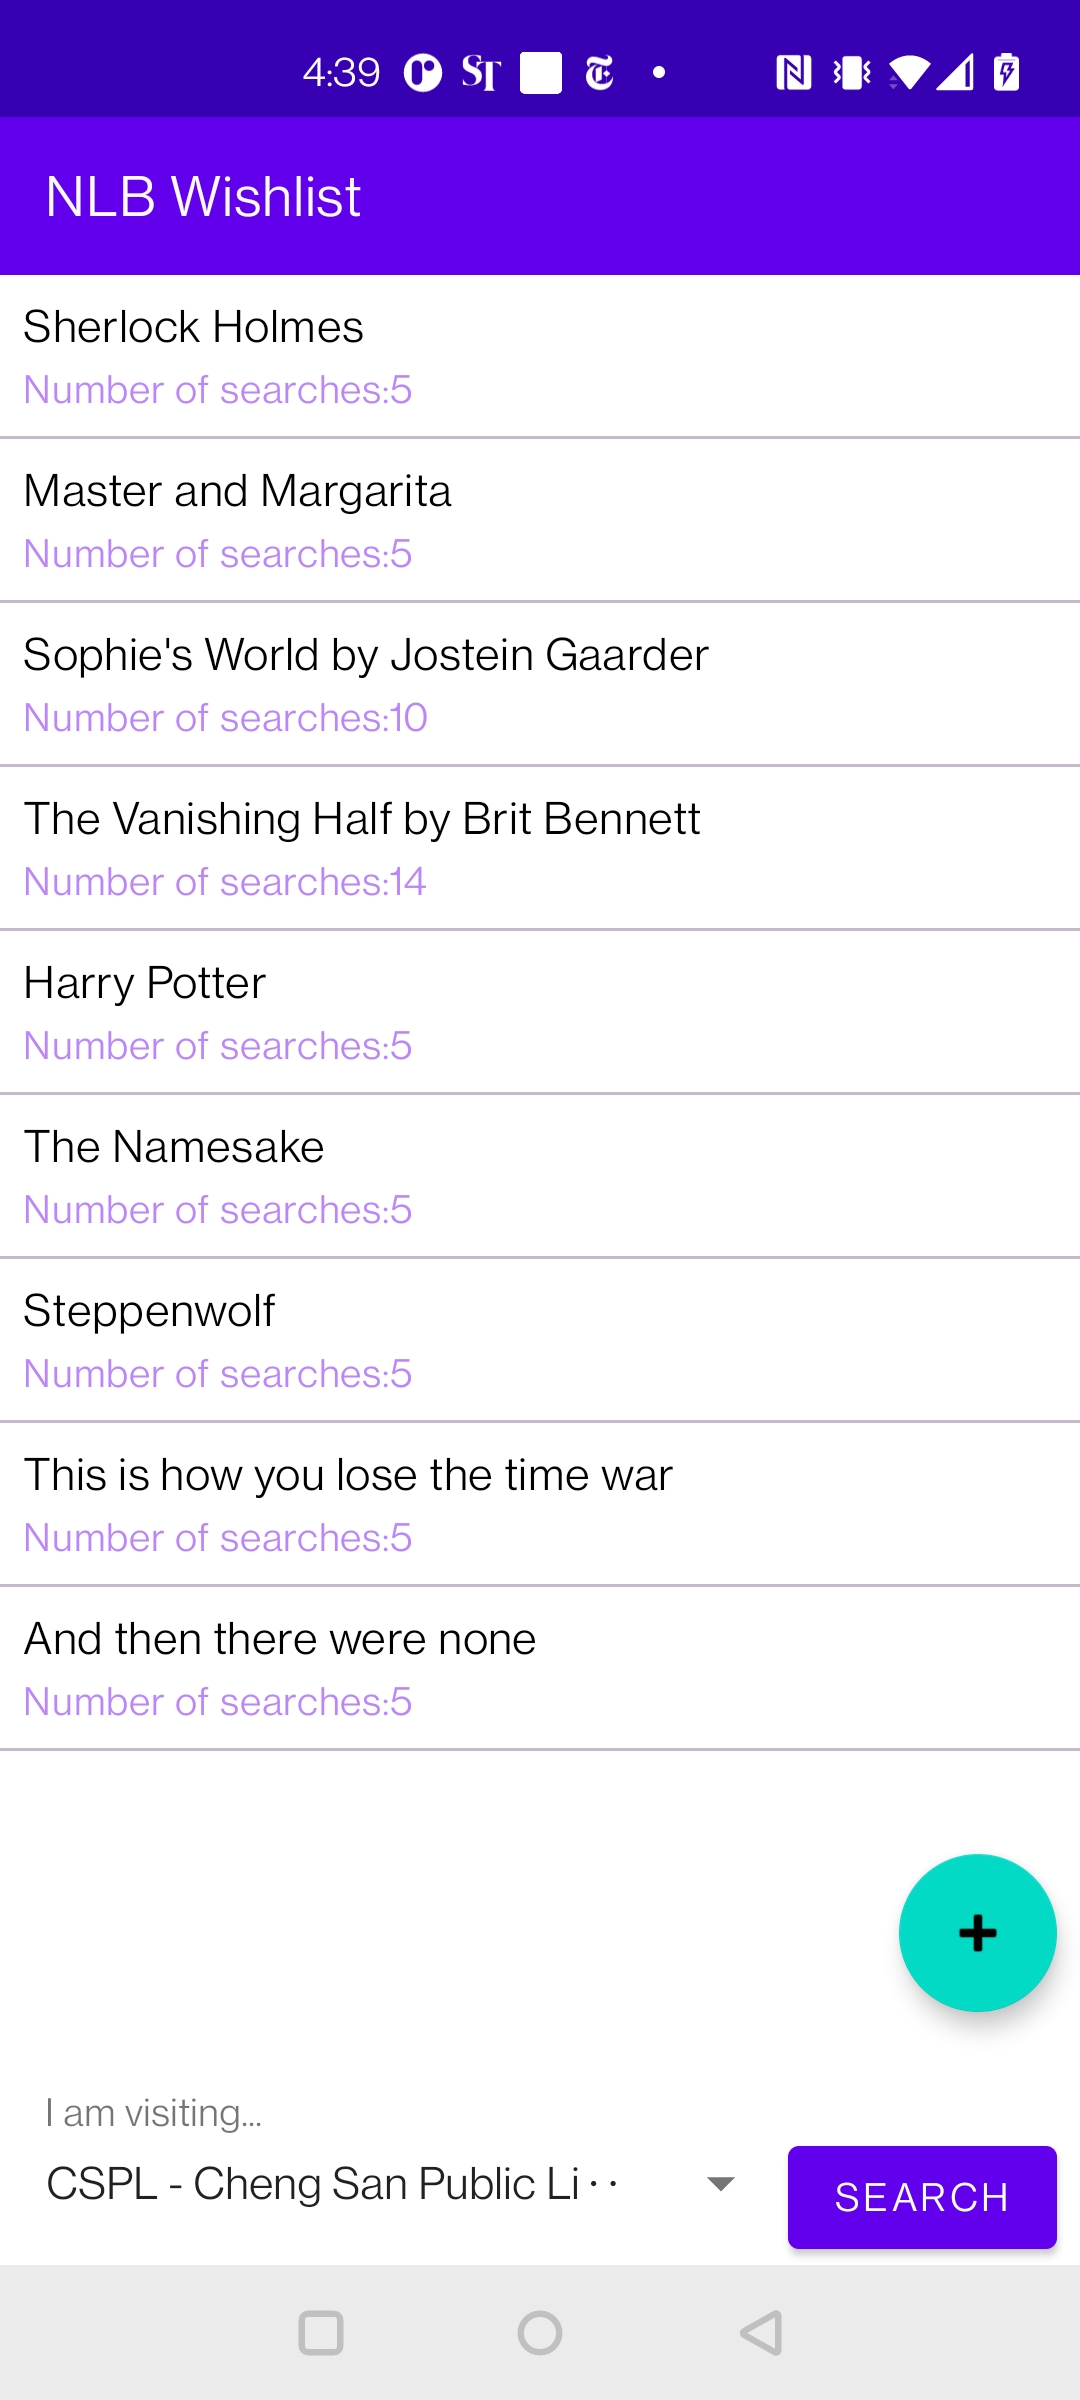 4:39
NLB Wishlist
Sherlock Holmes
Number of searches:5
Master and Margarita
Number of searches:5
Sophie's World by Jostein Gaarder
Number of searches:10
The Vanishing Half by Brit Bennett
Number of searches:14
Harry Potter
Number of searches:5
The Namesake
Number of searches:5
Steppenwolf
Number of searches:5
This is how you lose the time war
Number of searches:5
And then there were none
Number of searches:5
I am visiting...
CSPL - Cheng San Public Li··
SEARCH